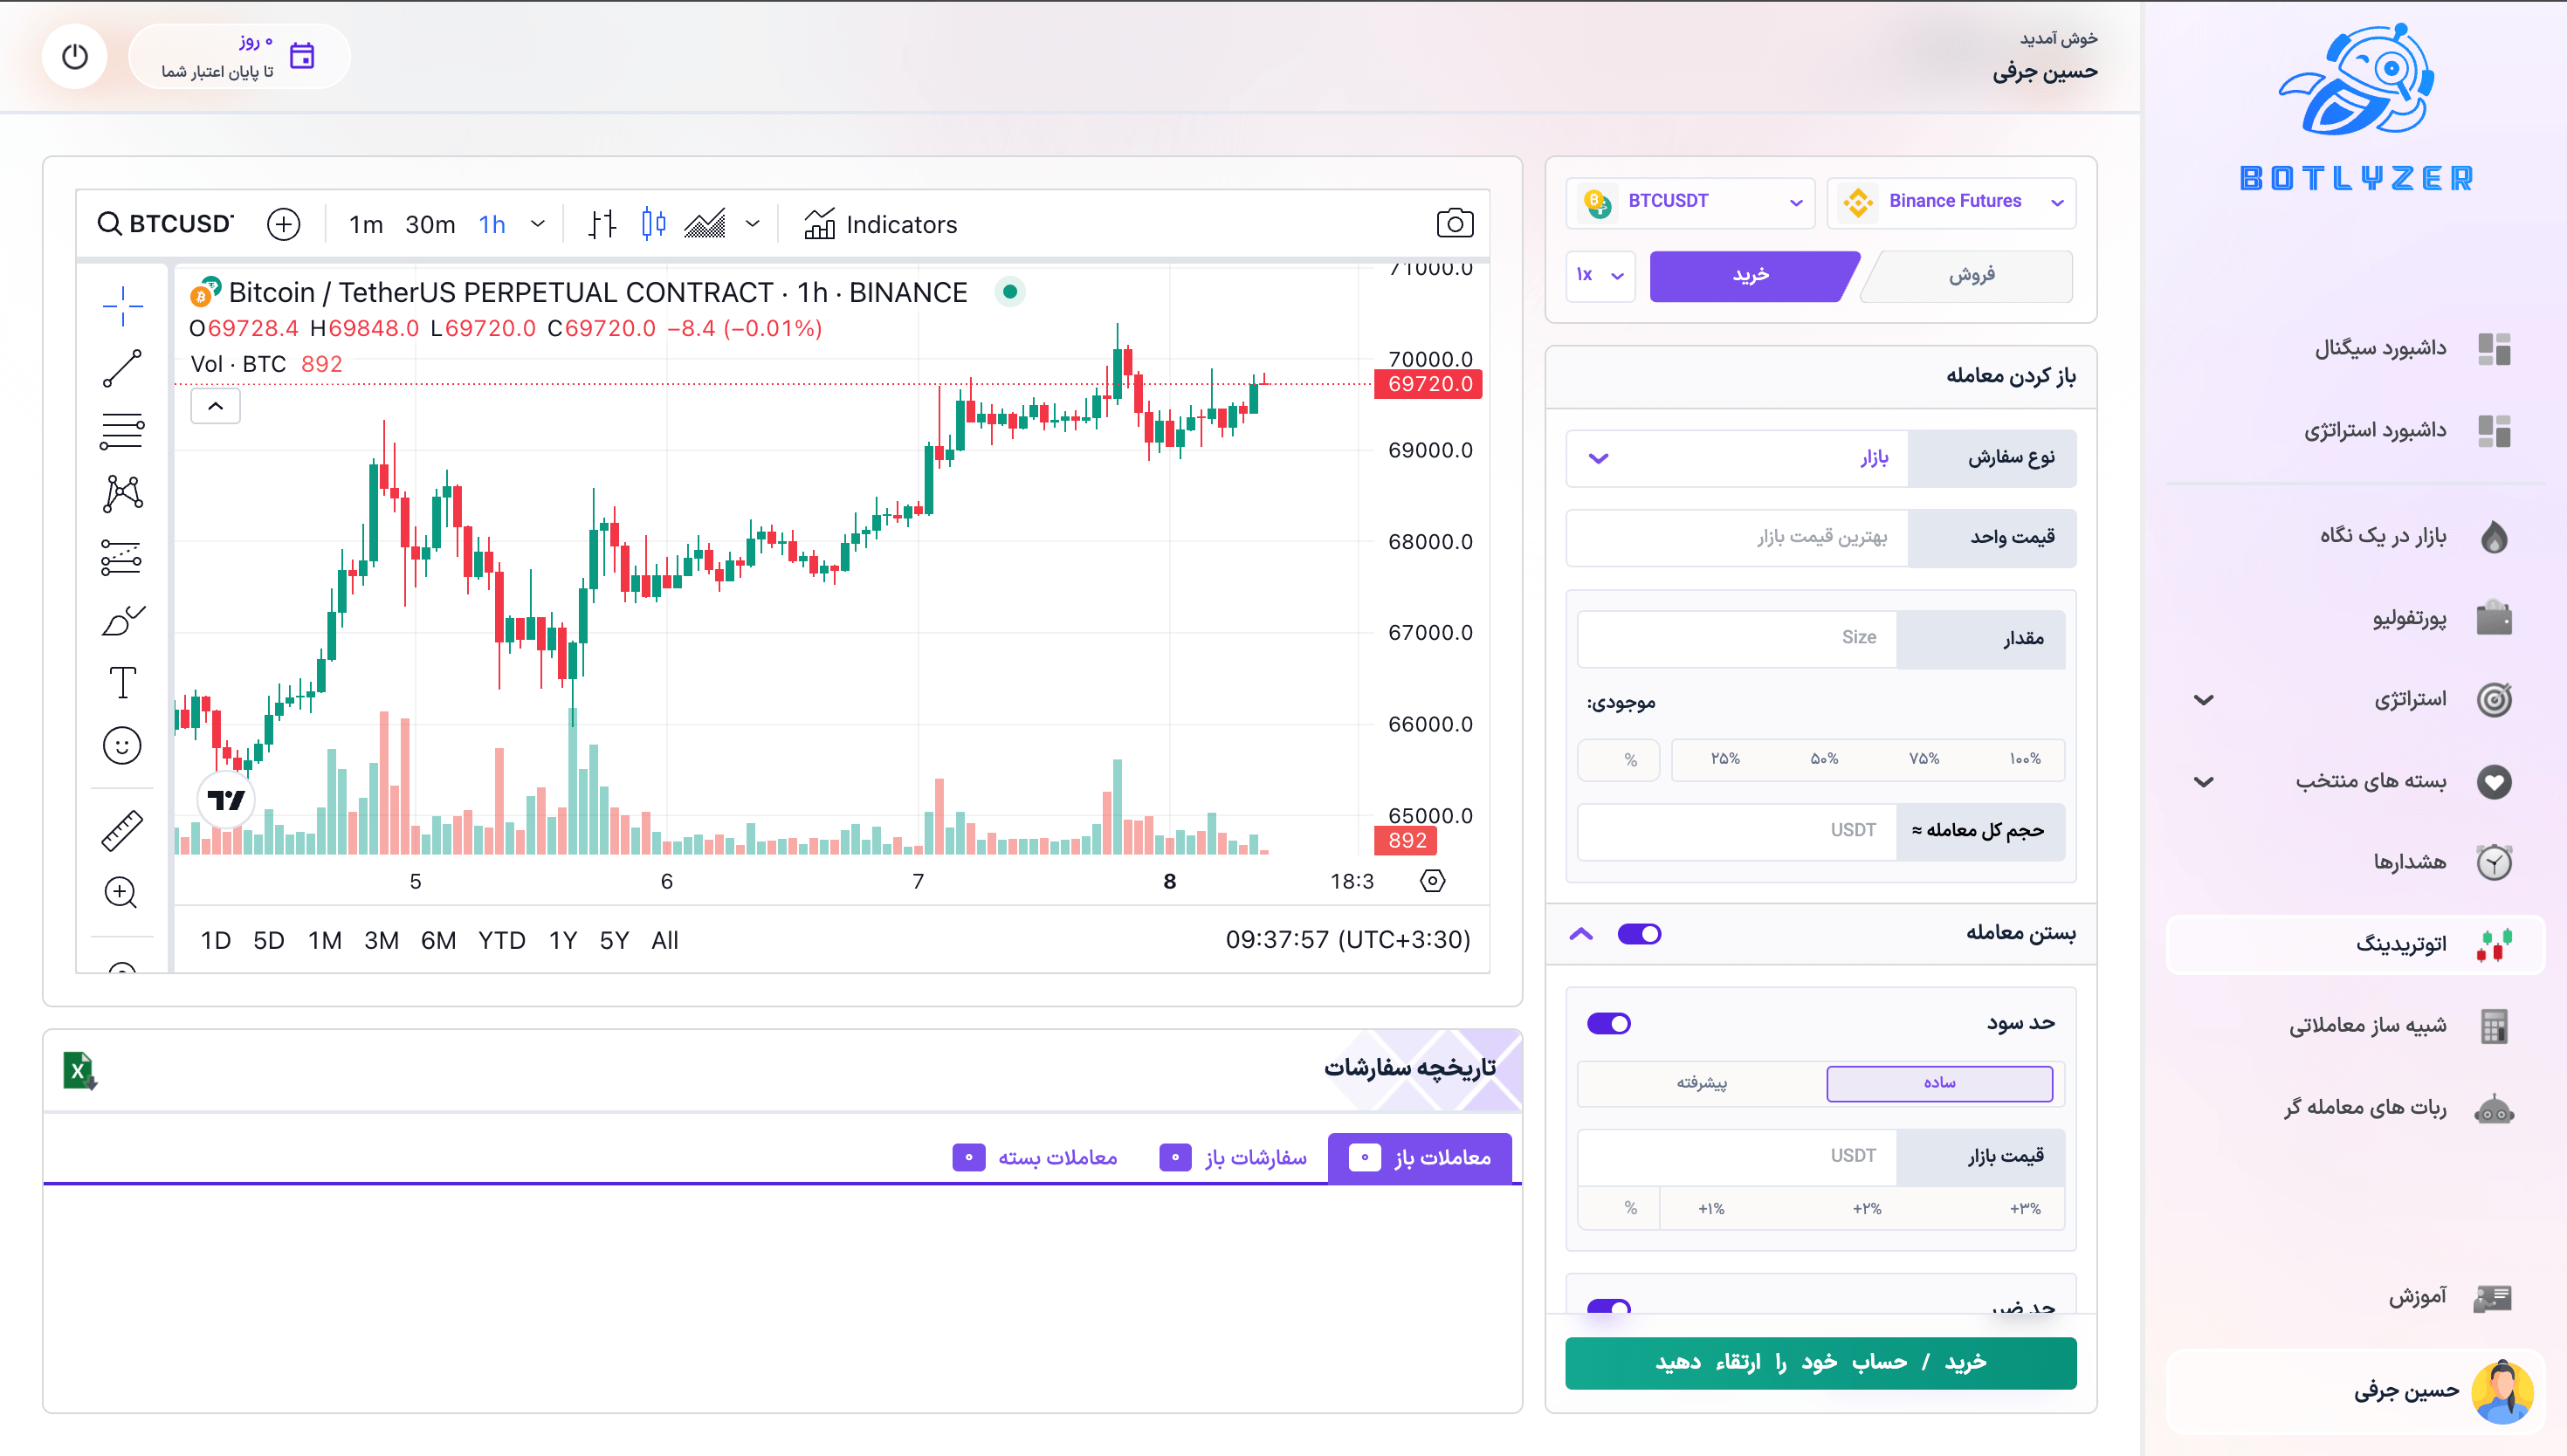 BOTLYZER
خوش آمدید
حسین جرفی
۰ روز
تا پایان اعتبار شما
داشبورد سیگنال
داشبورد استراتژی
بازار در یک نگاه
پورتفولیو
استراتژی
بسته های منتخب
هشدارها
اتوتریدینگ
شبیه ساز معاملاتی
ربات های معامله گر
آموزش
حسین جرفی
Binance Futures
BTCUSDT
فروش
خرید
۱x
باز کردن معامله
نوع سفارش
بازار
قیمت واحد
بهترین قیمت بازار
مقدار
Size
موجودی:
۱۰۰%
۷۵%
۵۰%
۲۵%
%
حجم کل معامله ≈
USDT
بستن معامله
حد سود
ساده
پیشرفته
قیمت بازار
USDT
+۳%
+۲%
+۱%
%
حد ضرر
خرید / حساب خود را ارتقاء دهید
BTCUSDT
1m 30m 1h
Indicators
Bitcoin / TetherUS PERPETUAL CONTRACT · 1h · BINANCE
O69728.4 H69848.0 L69720.0 C69720.0 −8.4 (−0.01%)
Vol · BTC 892
71000.0
70000.0
69720.0
69000.0
68000.0
67000.0
66000.0
65000.0
892
5 6 7 8 18:3
1D 5D 1M 3M 6M YTD 1Y 5Y All
09:37:57 (UTC+3:30)
تاریخچه سفارشات
معاملات باز ۰
سفارشات باز ۰
معاملات بسته ۰